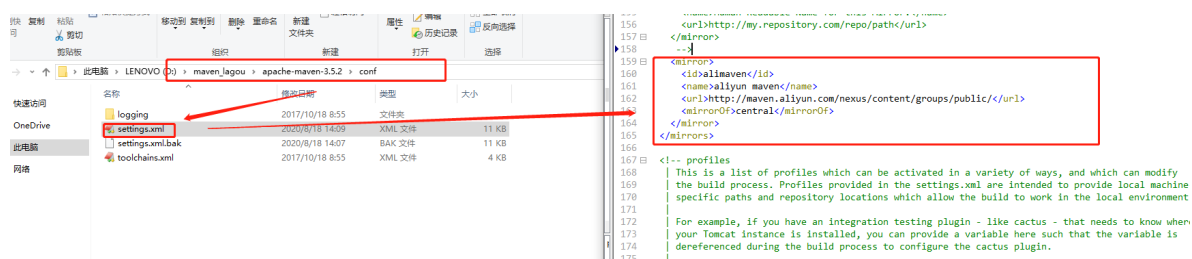 复制 粘贴
剪切
剪贴板
移动到 复制到 删除 重命名
组织
新建
文件夹
新建
属性
编辑
历史记录
打开
反向选择
选择
此电脑 > LENOVO (D:) > maven_lagou > apache-maven-3.5.2 > conf
快速访问
OneDrive
此电脑
网络
名称 修改日期 类型 大小
logging 2017/10/18 8:55 文件夹
settings.xml 2020/8/18 14:09 XML 文件 11 KB
settings.xml.bak 2020/8/18 14:07 BAK 文件 11 KB
toolchains.xml 2017/10/18 8:55 XML 文件 4 KB
156 <url>http://my.repository.com/repo/path</url>
157 </mirror>
158 -->
159 <mirror>
160 <id>alimaven</id>
161 <name>aliyun maven</name>
162 <url>http://maven.aliyun.com/nexus/content/groups/public/</url>
163 <mirrorOf>central</mirrorOf>
164 </mirror>
165 </mirrors>
166
167 <!-- profiles
168 | This is a list of profiles which can be activated in a variety of ways, and which can modify
169 | the build process. Profiles provided in the settings.xml are intended to provide local machine
170 | specific paths and repository locations which allow the build to work in the local environment
171 |
172 | For example, if you have an integration testing plugin - like cactus - that needs to know where
173 | your Tomcat instance is installed, you can provide a variable here such that the variable is
174 | dereferenced during the build process to configure the cactus plugin.
175